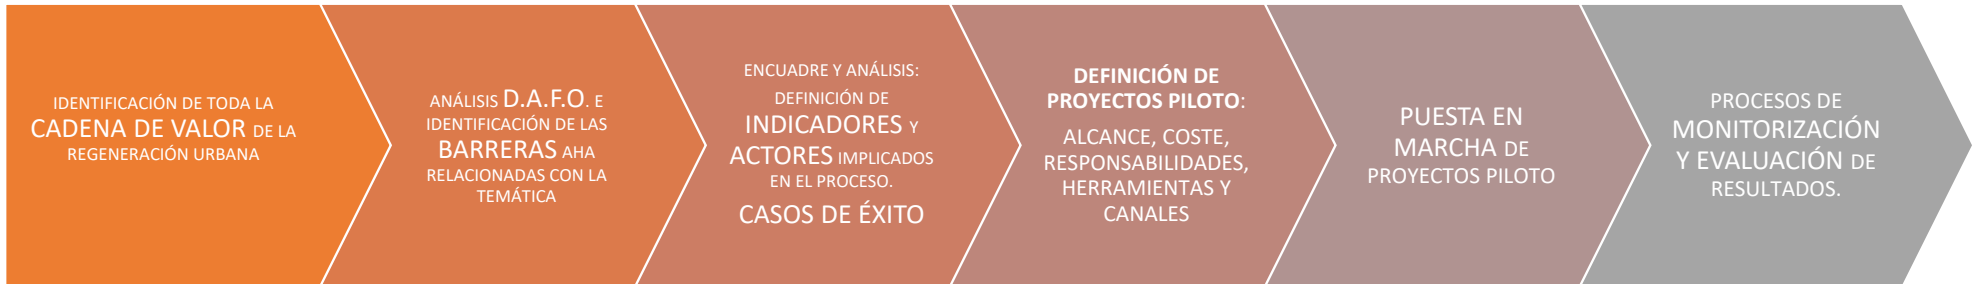 IDENTIFICACIÓN DE TODA LA
CADENA DE VALOR DE LA
REGENERACIÓN URBANA
ANÁLISIS D.A.F.O. E
IDENTIFICACIÓN DE LAS
BARRERAS AHA
RELACIONADAS CON LA
TEMÁTICA
ENCUADRE Y ANÁLISIS:
DEFINICIÓN DE
INDICADORES Y
ACTORES IMPLICADOS
EN EL PROCESO.
CASOS DE ÉXITO
DEFINICIÓN DE
PROYECTOS PILOTO:
ALCANCE, COSTE,
RESPONSABILIDADES,
HERRAMIENTAS Y
CANALES
PUESTA EN
MARCHA DE
PROYECTOS PILOTO
PROCESOS DE
MONITORIZACIÓN
Y EVALUACIÓN DE
RESULTADOS.